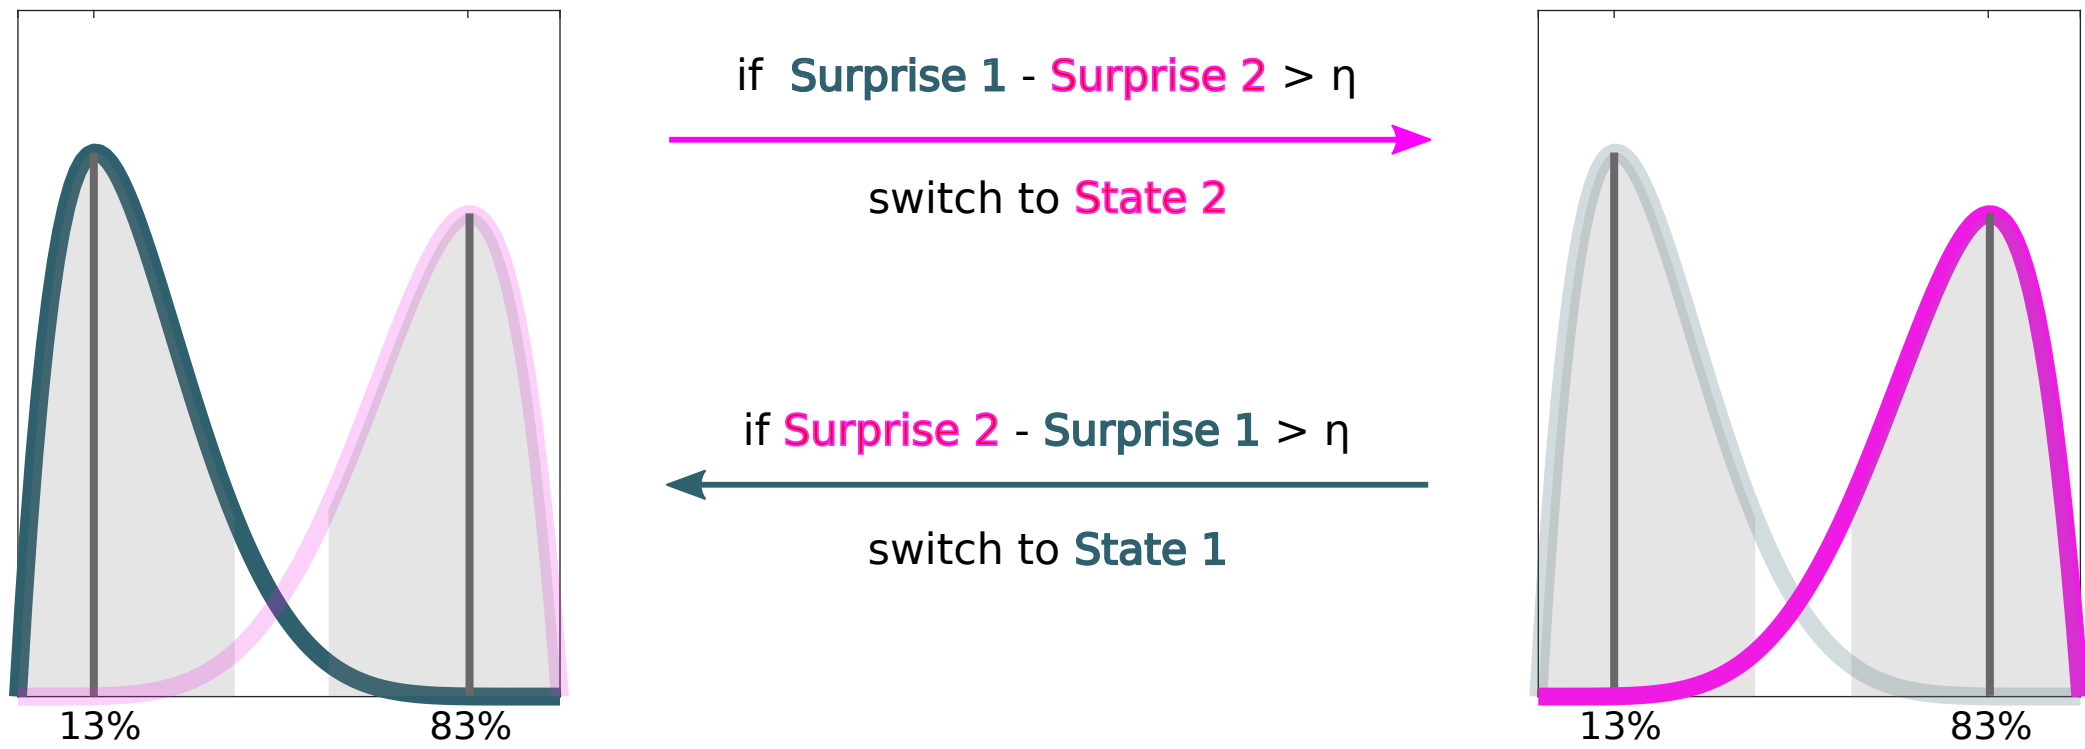 if Surprise 1 - Surprise 2 > η
switch to State 2
if Surprise 2 - Surprise 1 > η
switch to State 1
13% 83%
13% 83%